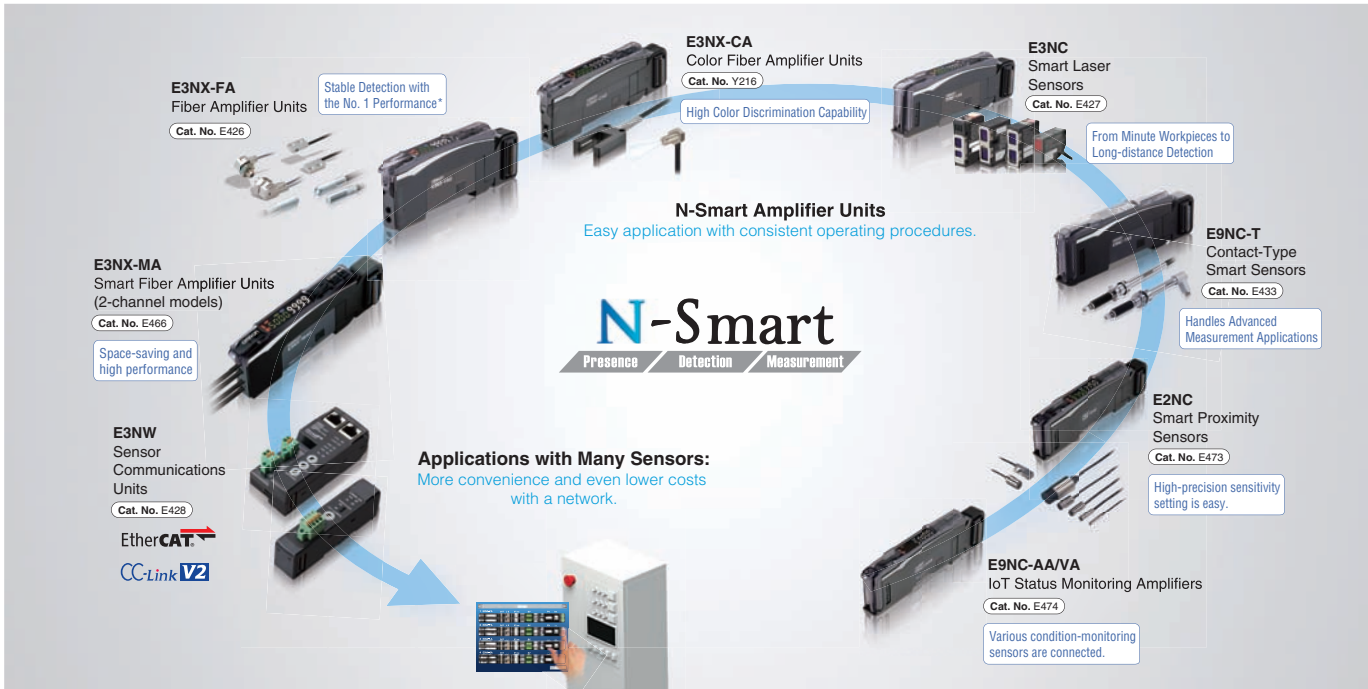 E3NX-FA
Fiber Amplifier Units
Cat. No. E426
Stable Detection with
the No. 1 Performance*
E3NX-CA
Color Fiber Amplifier Units
Cat. No. Y216
High Color Discrimination Capability
E3NC
Smart Laser
Sensors
Cat. No. E427
From Minute Workpieces to
Long-distance Detection
N-Smart Amplifier Units
Easy application with consistent operating procedures.
E9NC-T
Contact-Type
Smart Sensors
Cat. No. E433
Handles Advanced
Measurement Applications
E3NX-MA
Smart Fiber Amplifier Units
(2-channel models)
Cat. No. E466
Space-saving and
high performance
N-Smart
Presence Detection Measurement
E2NC
Smart Proximity
Sensors
Cat. No. E473
High-precision sensitivity
setting is easy.
E3NW
Sensor
Communications
Units
Cat. No. E428
EtherCAT®
CC-Link V2
Applications with Many Sensors:
More convenience and even lower costs
with a network.
E9NC-AA/VA
IoT Status Monitoring Amplifiers
Cat. No. E474
Various condition-monitoring
sensors are connected.